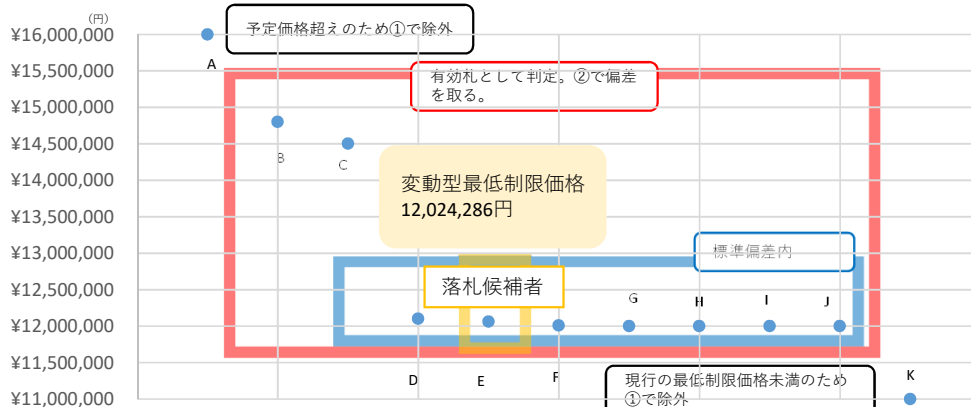 (円)
¥16,000,000
¥15,500,000
¥15,000,000
¥14,500,000
¥14,000,000
¥13,500,000
¥13,000,000
¥12,500,000
¥12,000,000
¥11,500,000
¥11,000,000
予定価格超えのため①で除外
A
有効札として判定。②で偏差
を取る。
B
C
変動型最低制限価格
12,024,286円
標準偏差内
落札候補者
G
H
I
J
D
E
F
現行の最低制限価格未満のため
①で除外
K